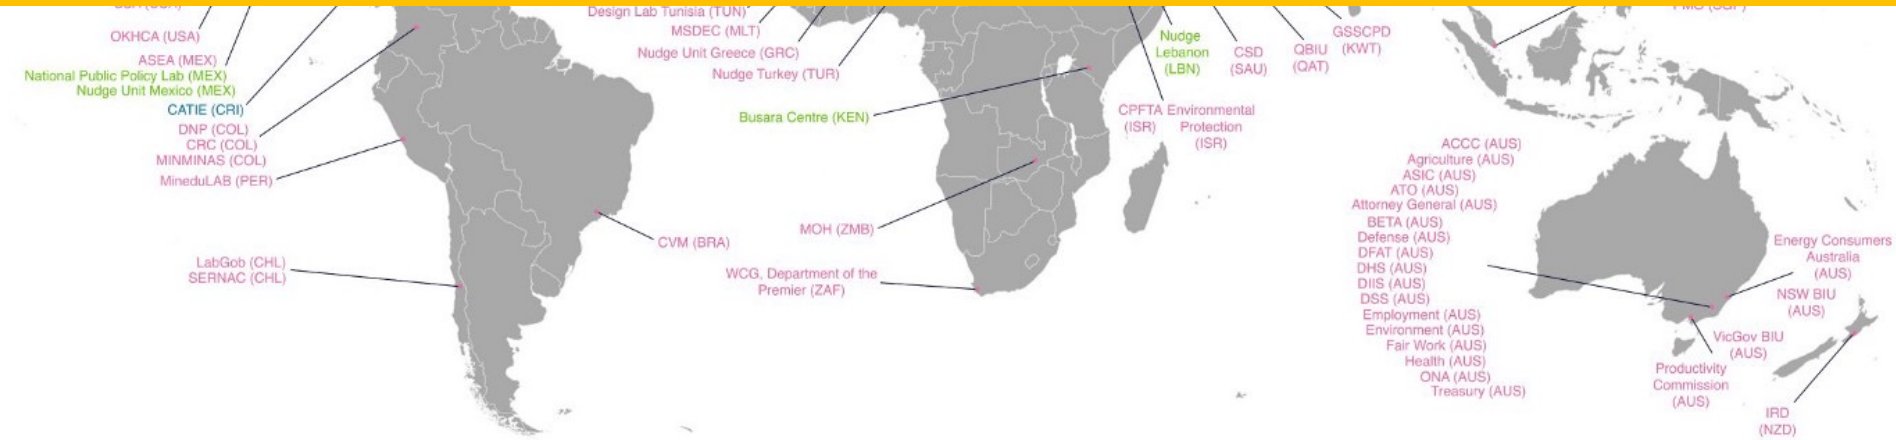 OKHCA (USA)
ASEA (MEX)
National Public Policy Lab (MEX)
Nudge Unit Mexico (MEX)
CATIE (CRI)
DNP (COL)
CRC (COL)
MINMINAS (COL)
MineduLAB (PER)
LabGob (CHL)
SERNAC (CHL)
CVM (BRA)
Design Lab Tunisia (TUN)
MSDEC (MLT)
Nudge Unit Greece (GRC)
Nudge Turkey (TUR)
Busara Centre (KEN)
MOH (ZMB)
WCG, Department of the
Premier (ZAF)
Nudge
Lebanon
(LBN)
CSD
(SAU)
QBIU
(QAT)
GSSCPD
(KWT)
CPFTA
(ISR)
Environmental
Protection
(ISR)
ACCC (AUS)
Agriculture (AUS)
ASIC (AUS)
ATO (AUS)
Attorney General (AUS)
BETA (AUS)
Defense (AUS)
DFAT (AUS)
DHS (AUS)
DIIS (AUS)
DSS (AUS)
Employment (AUS)
Environment (AUS)
Fair Work (AUS)
Health (AUS)
ONA (AUS)
Treasury (AUS)
Energy Consumers
Australia
(AUS)
NSW BIU
(AUS)
VicGov BIU
(AUS)
Productivity
Commission
(AUS)
IRD
(NZD)